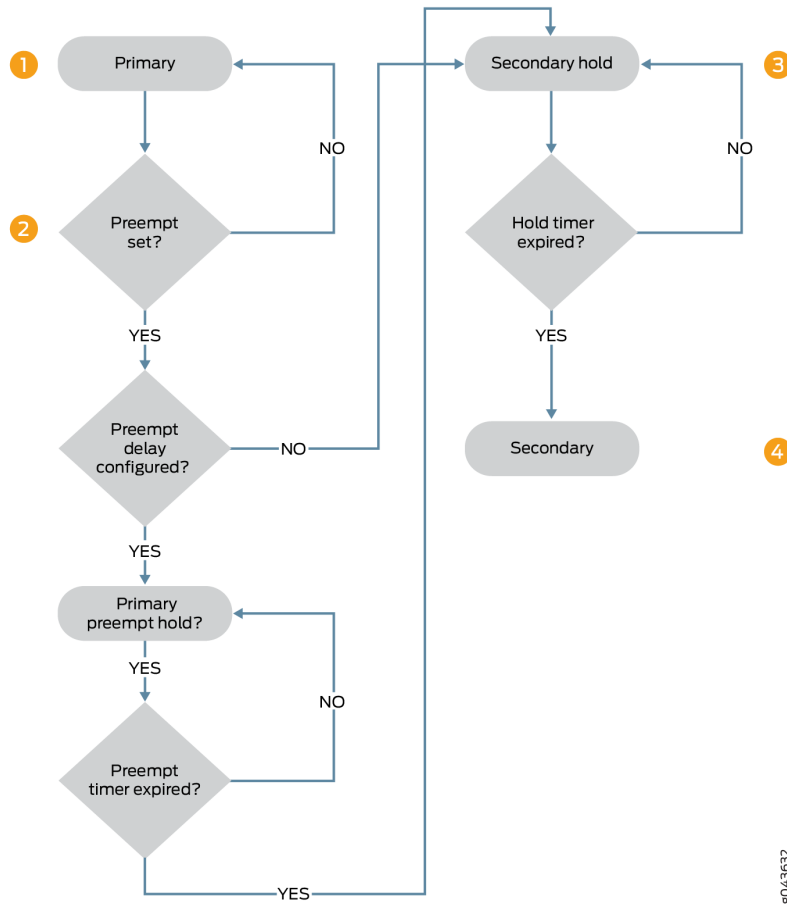 1
Primary
NO
2
Preempt
set?
YES
Preempt
delay
configured?
NO
YES
Primary
preempt hold?
YES
NO
Preempt
timer expired?
YES
Secondary hold
3
NO
Hold timer
expired?
YES
Secondary
4
g043632